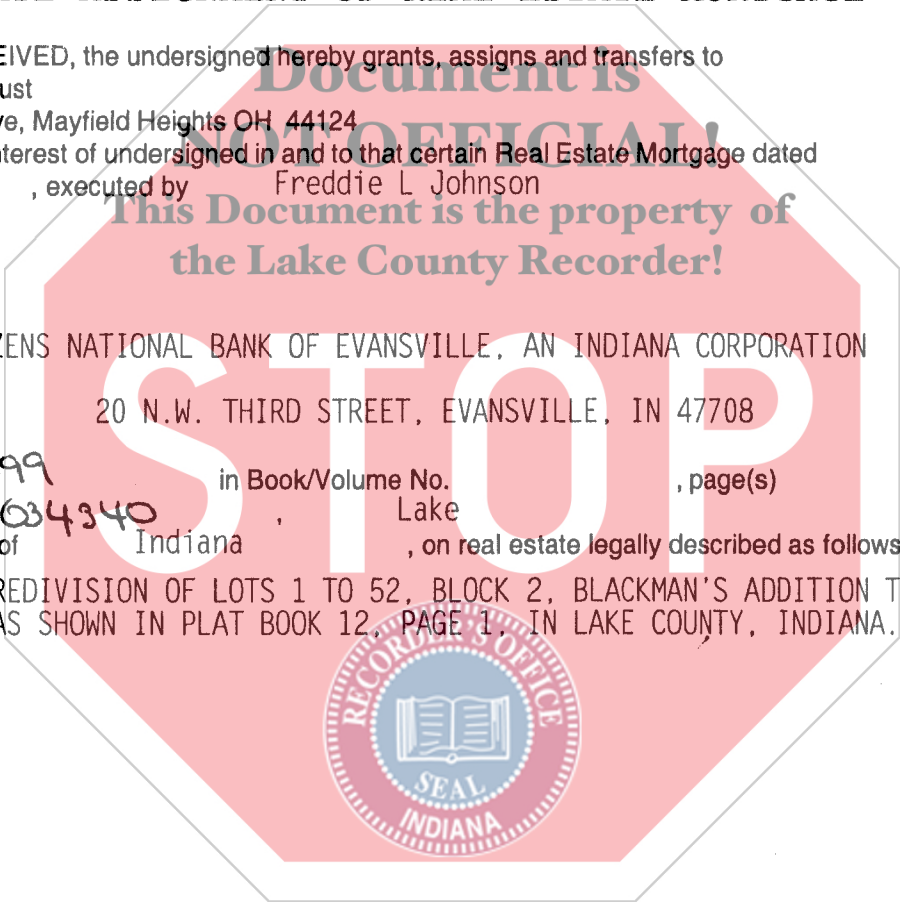 EIVED, the undersigned hereby grants, assigns and transfers to
ust
ve, Mayfield Heights OH 44124
nterest of undersigned in and to that certain Real Estate Mortgage dated
, executed by Freddie L Johnson
Document is
NOT OFFICIAL!
This Document is the property of
the Lake County Recorder!
ZENS NATIONAL BANK OF EVANSVILLE, AN INDIANA CORPORATION
20 N.W. THIRD STREET, EVANSVILLE, IN 47708
STOP
99 in Book/Volume No. , page(s)
034340 , Lake
of Indiana , on real estate legally described as follows
REDIVISION OF LOTS 1 TO 52, BLOCK 2, BLACKMAN'S ADDITION T
AS SHOWN IN PLAT BOOK 12, PAGE 1, IN LAKE COUNTY, INDIANA.
RECORDER'S OFFICE
SEAL
INDIANA